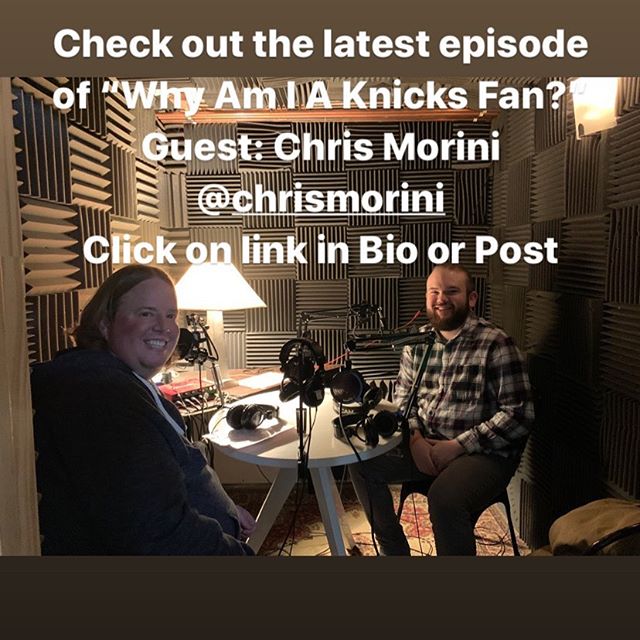 Check out the latest episode
of “Why Am I A Knicks Fan?”
Guest: Chris Morini
@chrismorini
Click on link in Bio or Post